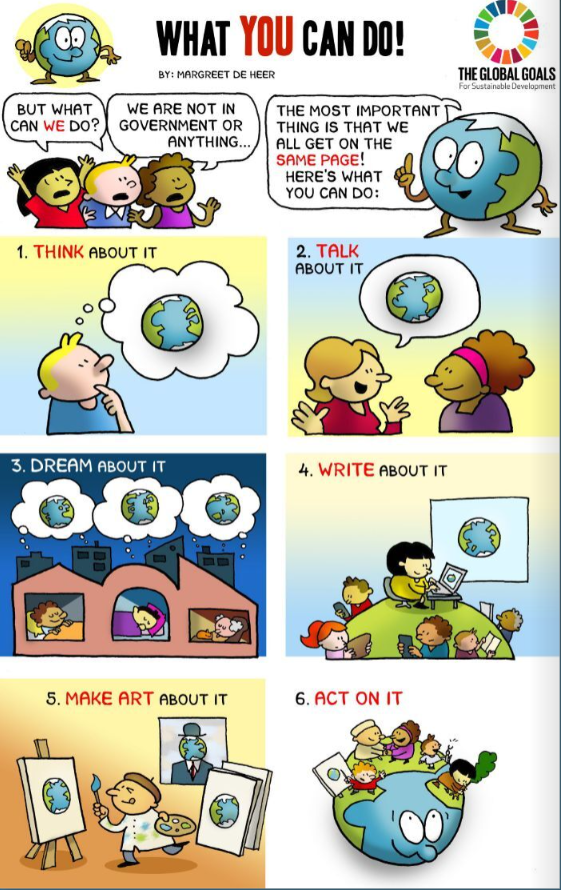 WHAT YOU CAN DO!
BY: MARGREET DE HEER
THE GLOBAL GOALS
For Sustainable Development
BUT WHAT
CAN WE DO?
WE ARE NOT IN
GOVERNMENT OR
ANYTHING...
THE MOST IMPORTANT
THING IS THAT WE
ALL GET ON THE
SAME PAGE!
HERE'S WHAT
YOU CAN DO:
1. THINK ABOUT IT
2. TALK
ABOUT IT
3. DREAM ABOUT IT
4. WRITE ABOUT IT
5. MAKE ART ABOUT IT
6. ACT ON IT